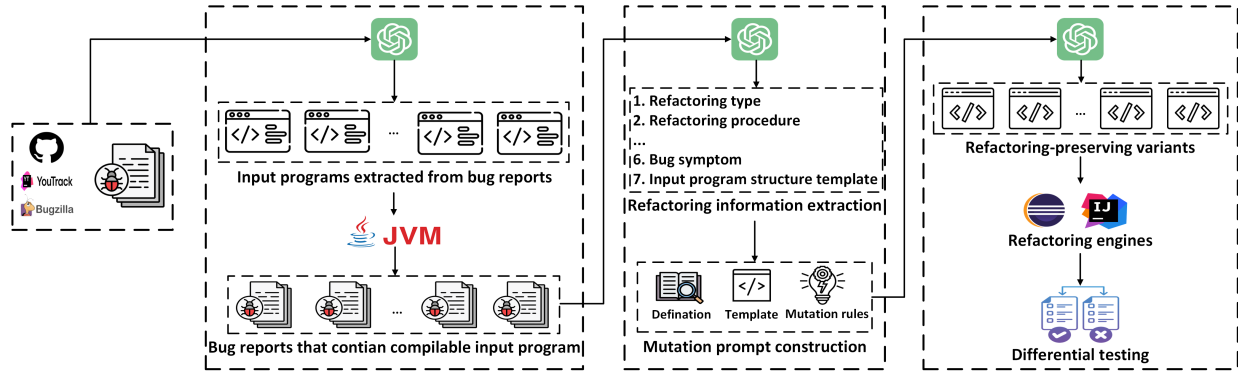 YouTrack
Bugzilla
</>
</>
...
</>
</>
Input programs extracted from bug reports
JVM
...
Bug reports that contian compilable input program
1. Refactoring type
2. Refactoring procedure
...
6. Bug symptom
7. Input program structure template
Refactoring information extraction
</>
Defination
Template
Mutation rules
Mutation prompt construction
</>
</>
...
</>
</>
Refactoring-preserving variants
IJ
Refactoring engines
Differential testing